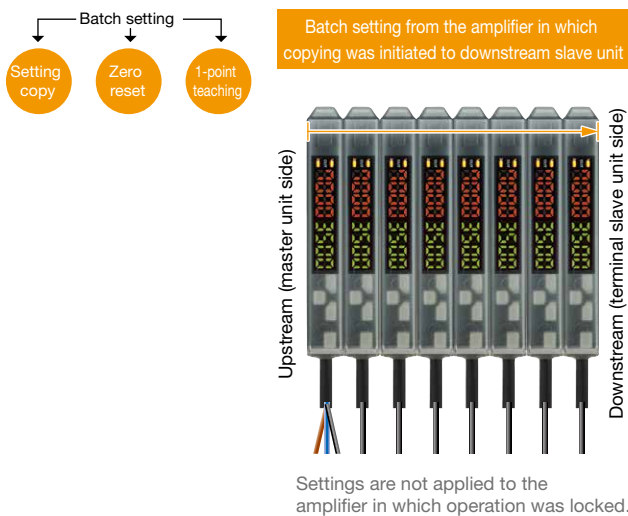 Batch setting
Setting
copy
Zero
reset
1-point
teaching
Batch setting from the amplifier in which
copying was initiated to downstream slave unit
Upstream (master unit side)
Downstream (terminal slave unit side)
Settings are not applied to the
amplifier in which operation was locked.